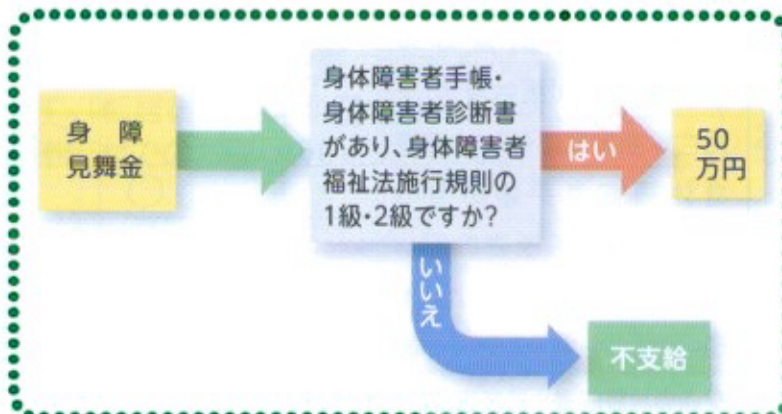 身 障
見舞金
身体障害者手帳・
身体障害者診断書
があり、身体障害者
福祉法施行規則の
1級・2級ですか?
はい
50
万円
いいえ
不支給